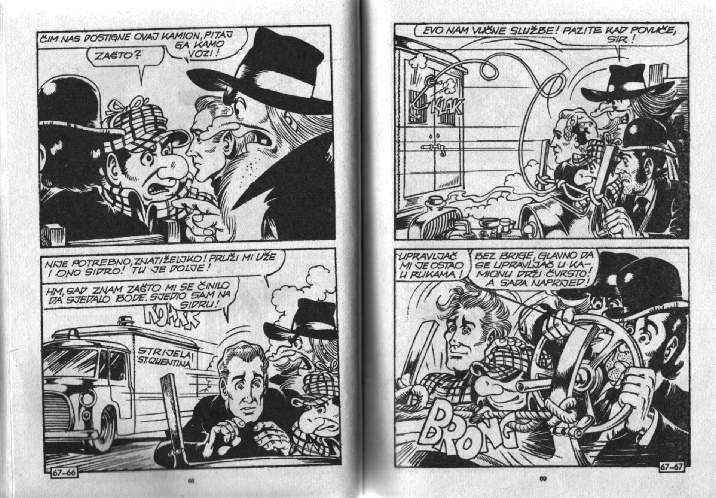 ČIM NAS DOSTIGNE OVAJ KAMION, PITAJ
GA KAMO
VOZI!
ZAŠTO?
NIJE POTREBNO, ZNATIŽELJKO! PRUŽI MI UŽE
I ONO SIDRO! TU JE DOLJE!
HM, SAD ZNAM ZAŠTO MI SE ČINILO
DA SJEDALO BODE. SJEDIO SAM NA
SIDRU!
STRIJELA
ST. QUENTINA
67-66
68
EVO NAM VUČNE SLUŽBE! PAZITE KAD POVUČE,
SIR!
KLAK
UPRAVLJAČ
MI JE OSTAO
U RUKAMA!
BEZ BRIGE, GLAVNO DA
SE UPRAVLJAČ U KA-
MIONU DRŽI ČVRSTO!
A SADA NAPRIJED!
BRONG
67-67
69